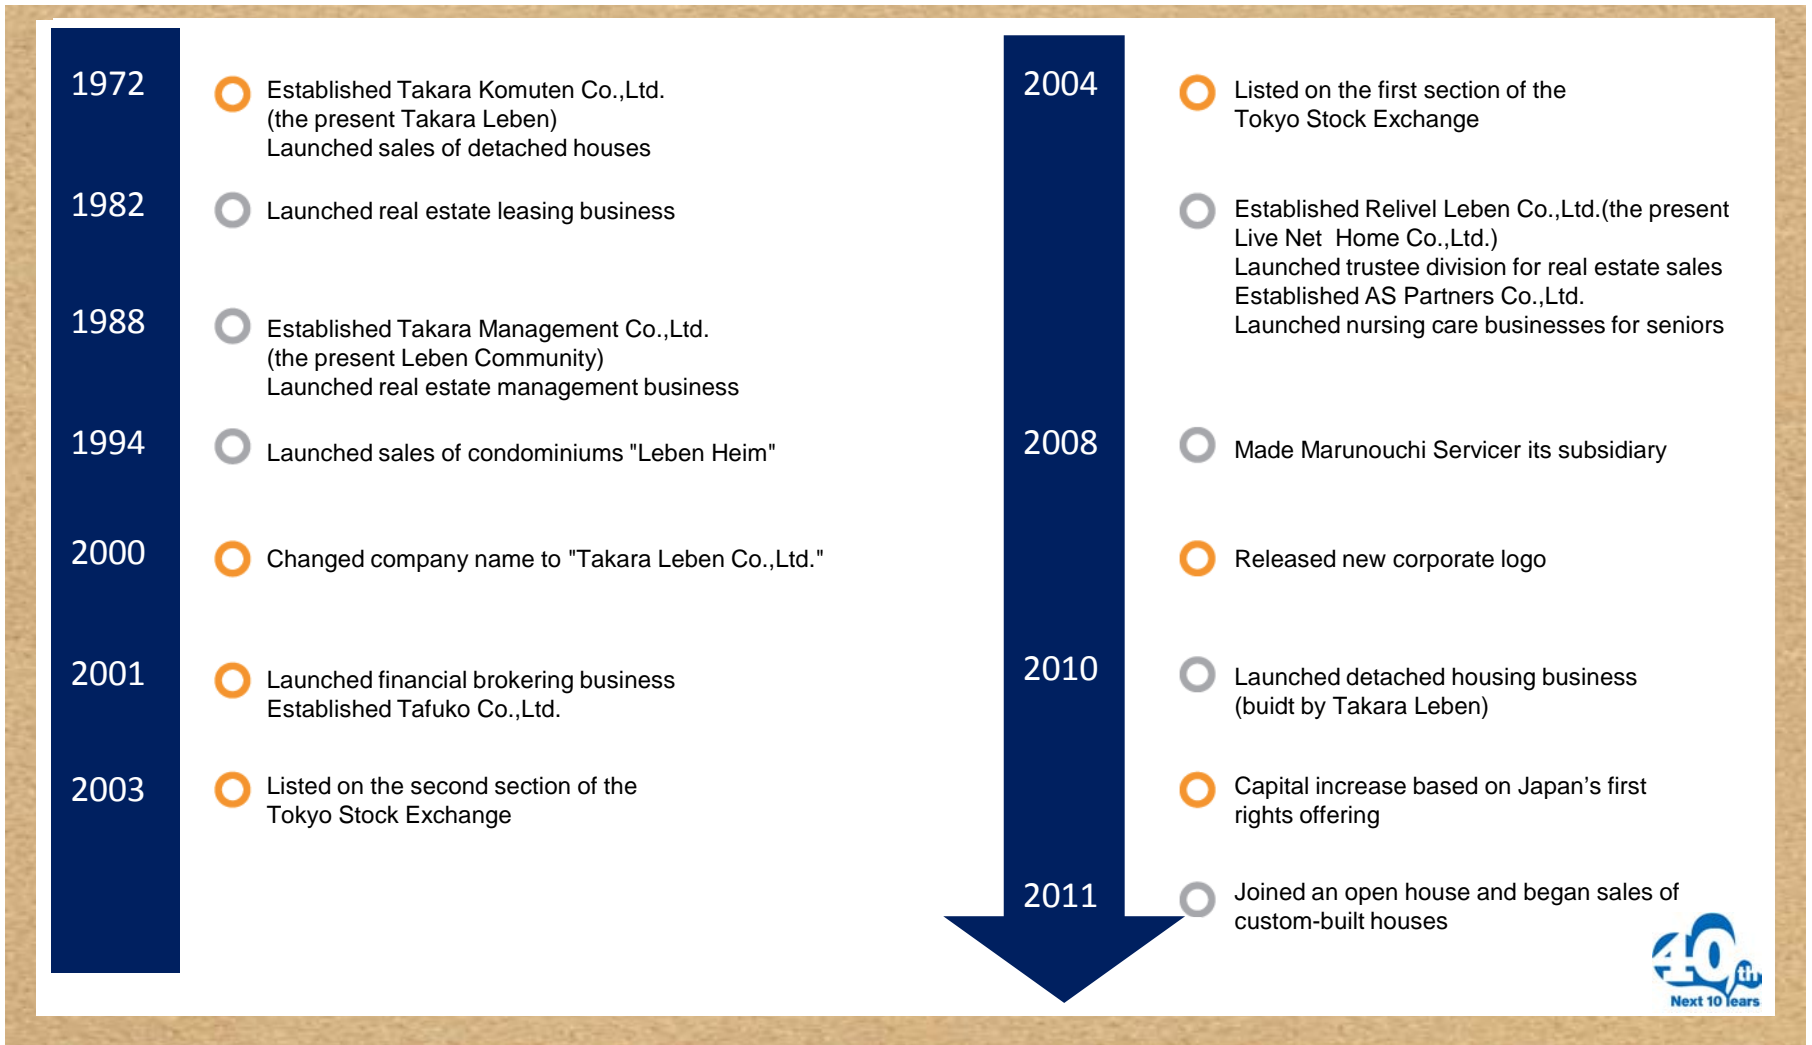 1972
Established Takara Komuten Co.,Ltd.
(the present Takara Leben)
Launched sales of detached houses
1982
Launched real estate leasing business
1988
Established Takara Management Co.,Ltd.
(the present Leben Community)
Launched real estate management business
1994
Launched sales of condominiums "Leben Heim"
2000
Changed company name to "Takara Leben Co.,Ltd."
2001
Launched financial brokering business
Established Tafuko Co.,Ltd.
2003
Listed on the second section of the
Tokyo Stock Exchange
2004
Listed on the first section of the
Tokyo Stock Exchange
Established Relivel Leben Co.,Ltd.(the present
Live Net Home Co.,Ltd.)
Launched trustee division for real estate sales
Established AS Partners Co.,Ltd.
Launched nursing care businesses for seniors
2008
Made Marunouchi Servicer its subsidiary
Released new corporate logo
2010
Launched detached housing business
(buidt by Takara Leben)
Capital increase based on Japan’s first
rights offering
2011
Joined an open house and began sales of
custom-built houses
40th
Next 10 Years